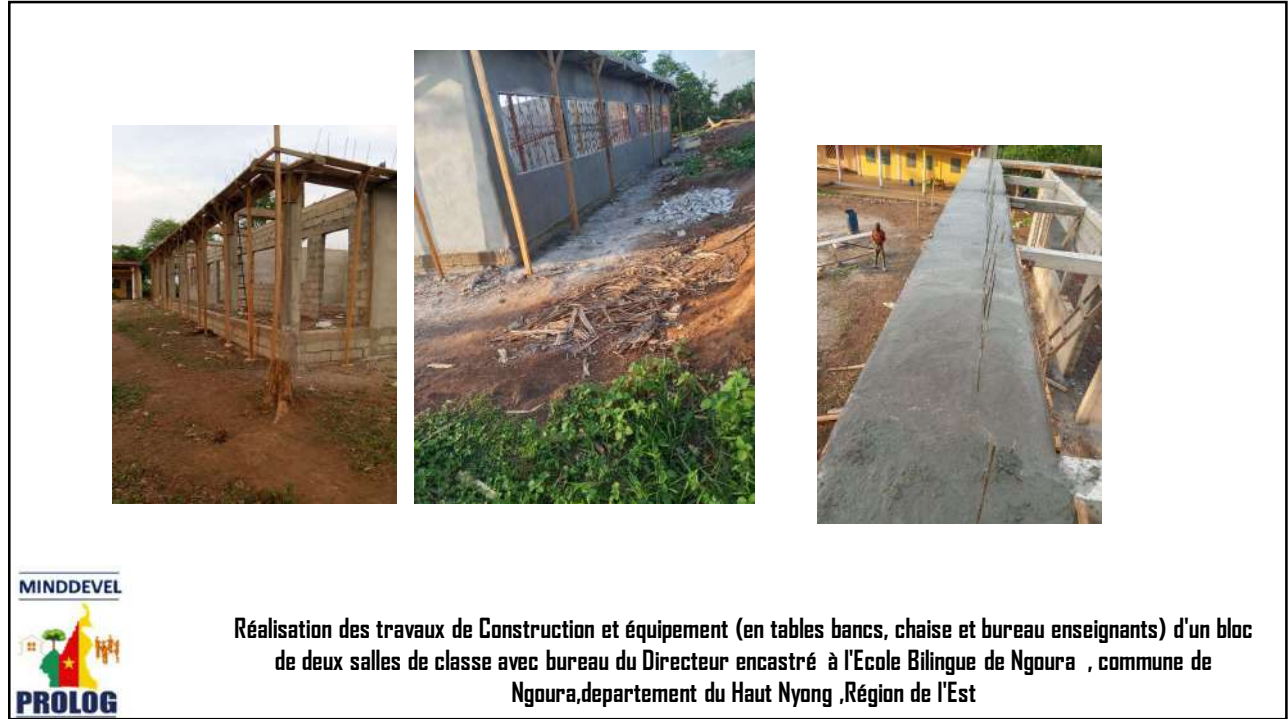 MINDDEVEL
PROLOG
Réalisation des travaux de Construction et équipement (en tables bancs, chaise et bureau enseignants) d'un bloc
de deux salles de classe avec bureau du Directeur encastré à l'Ecole Bilingue de Ngoura , commune de
Ngoura,departement du Haut Nyong ,Région de l'Est